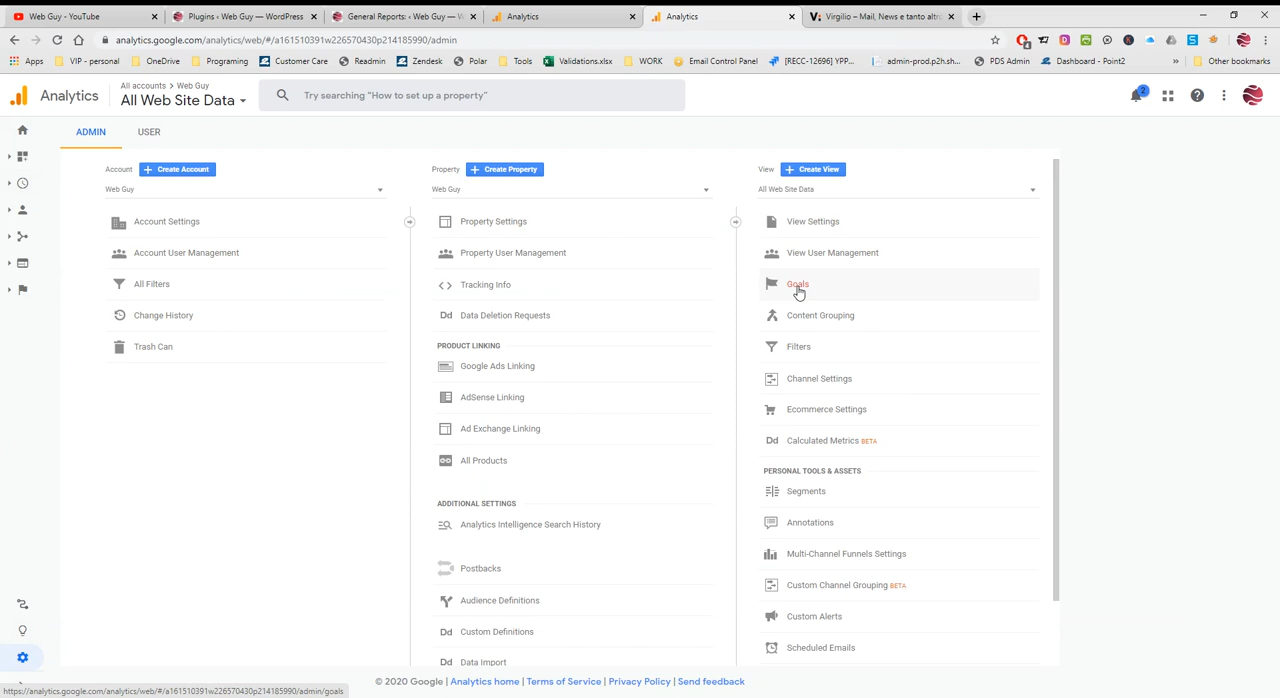 Web Guy - YouTube
Plugins ‹ Web Guy — WordPress
General Reports: ‹ Web Guy —
Analytics
Analytics
Virgilio – Mail, News e tanto altr
analytics.google.com/analytics/web/#/a161510391w226570430p214185990/admin
4
Apps VIP - personal OneDrive Programing Customer Care Readmin Zendesk Polar Tools Validations.xlsx WORK Email Control Panel [RECC-12696] YPP... admin-prod.p2h.sh... PDS Admin Dashboard - Point2 » Other bookmarks
Analytics
All accounts > Web Guy
All Web Site Data
Try searching "How to set up a property"
2
ADMIN USER
Account + Create Account
Web Guy
Account Settings
Account User Management
All Filters
Change History
Trash Can
Property + Create Property
Web Guy
Property Settings
Property User Management
Tracking Info
Dd Data Deletion Requests
PRODUCT LINKING
Google Ads Linking
AdSense Linking
Ad Exchange Linking
All Products
ADDITIONAL SETTINGS
Analytics Intelligence Search History
Postbacks
Audience Definitions
Dd Custom Definitions
Data Import
View + Create View
All Web Site Data
View Settings
View User Management
Goals
Content Grouping
Filters
Channel Settings
Ecommerce Settings
Dd Calculated Metrics BETA
PERSONAL TOOLS & ASSETS
Segments
Annotations
Multi-Channel Funnels Settings
Custom Channel Grouping BETA
Custom Alerts
Scheduled Emails
© 2020 Google | Analytics home | Terms of Service | Privacy Policy | Send feedback
https://analytics.google.com/analytics/web/#/a161510391w226570430p214185990/admin/goals